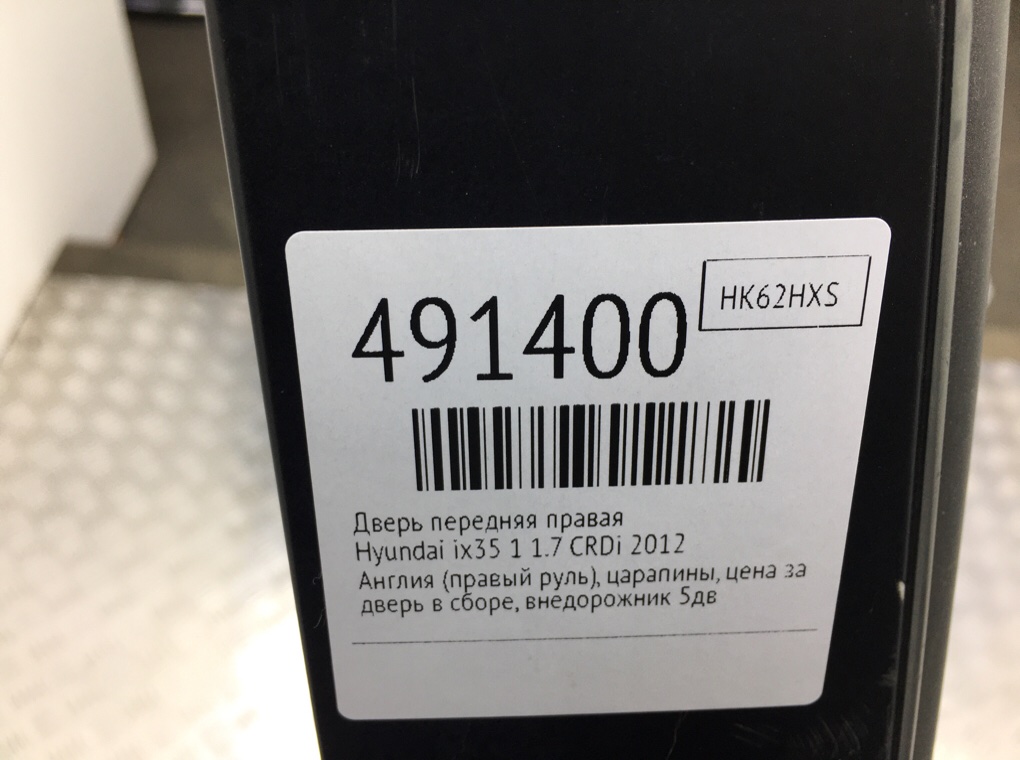 491400
HK62HXS
Дверь передняя правая
Hyundai ix35 1 1.7 CRDi 2012
Англия (правый руль), царапины, цена за
дверь в сборе, внедорожник 5дв